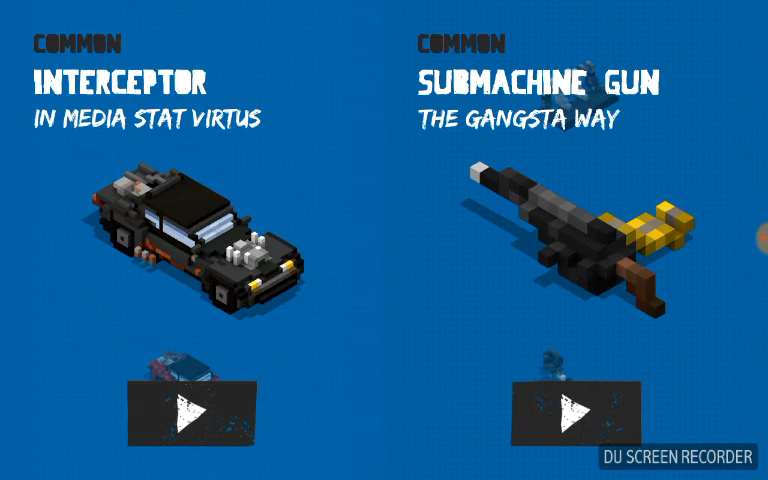 COMMON
INTERCEPTOR
IN MEDIA STAT VIRTUS
COMMON
SUBMACHINE GUN
THE GANGSTA WAY
DU SCREEN RECORDER